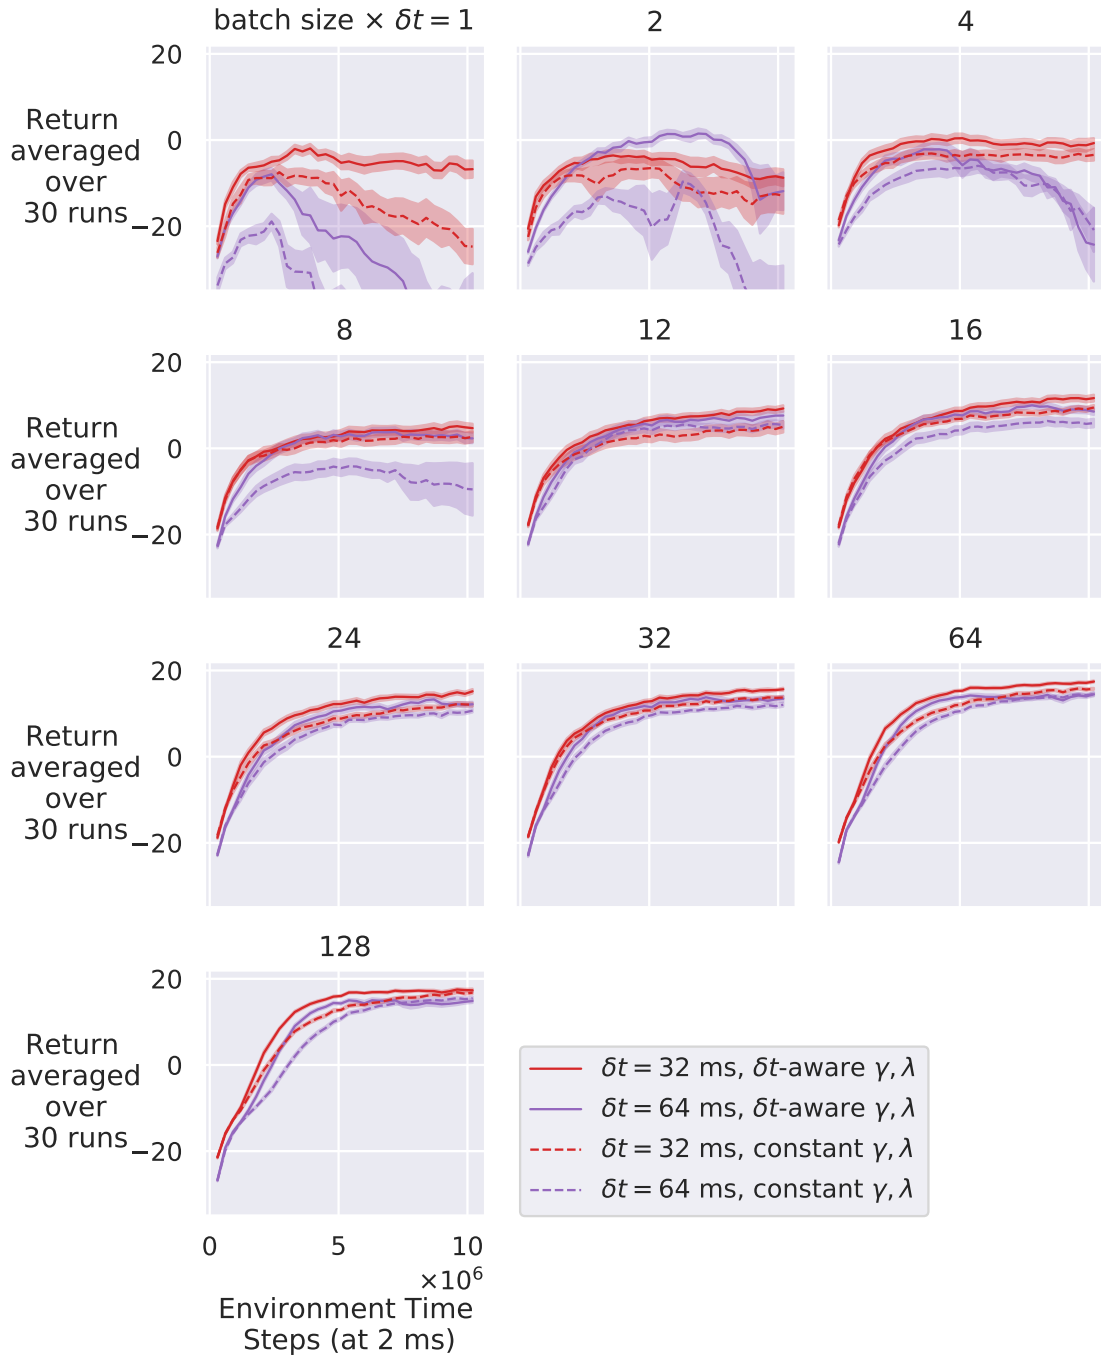 batch size × δt = 1
2
4
20
0
−20
Return
averaged
over
30 runs
8
12
16
20
0
−20
Return
averaged
over
30 runs
24
32
64
20
0
−20
Return
averaged
over
30 runs
128
20
0
−20
Return
averaged
over
30 runs
0
5
10
×10⁶
Environment Time
Steps (at 2 ms)
δt = 32 ms, δt-aware γ, λ
δt = 64 ms, δt-aware γ, λ
δt = 32 ms, constant γ, λ
δt = 64 ms, constant γ, λ